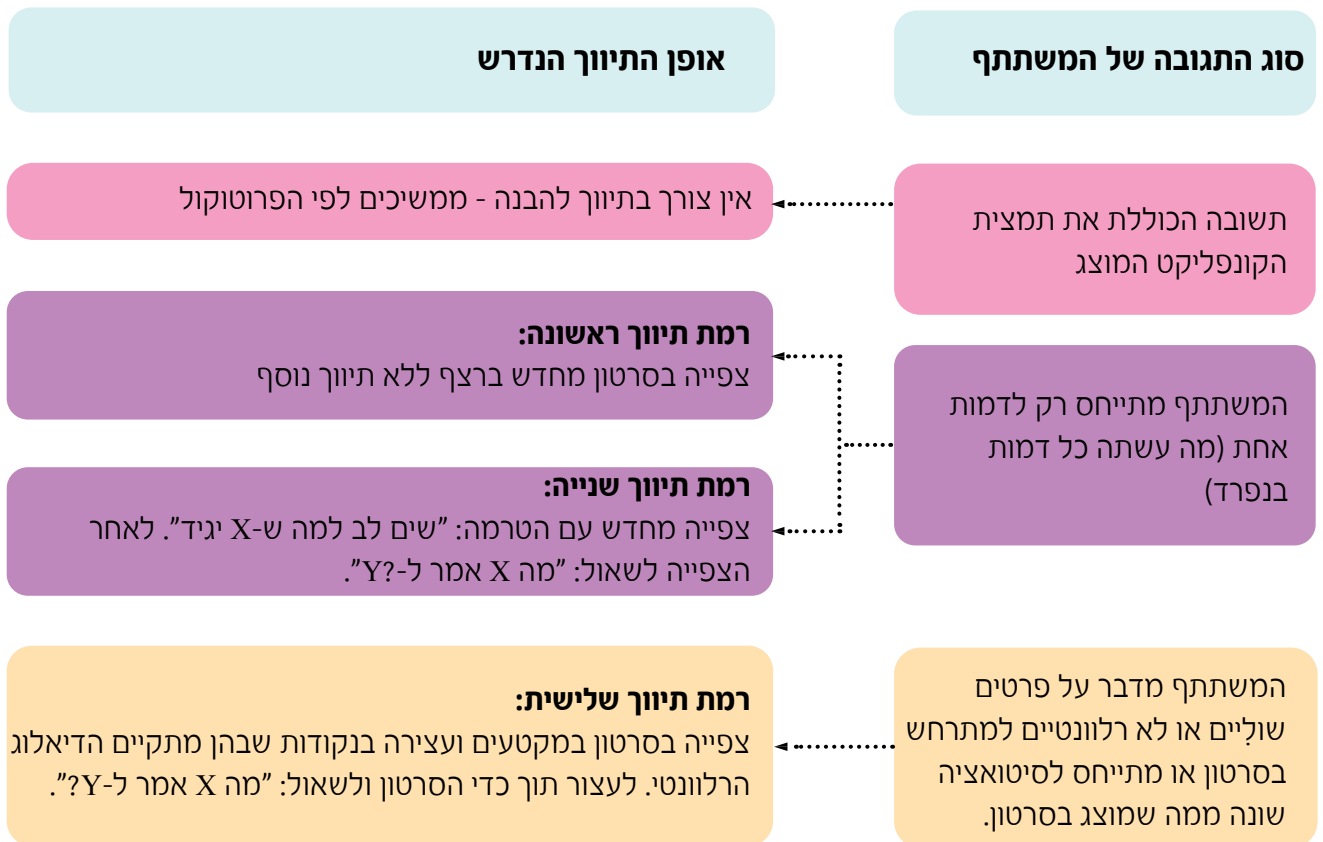 סוג התגובה של המשתתף
אופן התיווך הנדרש
תשובה הכוללת את תמצית
הקונפליקט המוצג
אין צורך בתיווך להבנה - ממשיכים לפי הפרוטוקול
המשתתף מתייחס רק לדמות
אחת (מה עשתה כל דמות
בנפרד)
רמת תיווך ראשונה:
צפייה בסרטון מחדש ברצף ללא תיווך נוסף
רמת תיווך שנייה:
צפייה מחדש עם הטרמה: "שים לב למה ש-X יגיד". לאחר
הצפייה לשאול: "מה X אמר ל-?Y".
המשתתף מדבר על פרטים
שולִיים או לא רלוונטיים למתרחש
בסרטון או מתייחס לסיטואציה
שונה ממה שמוצג בסרטון.
רמת תיווך שלישית:
צפייה בסרטון במקטעים ועצירה בנקודות שבהן מתקיים הדיאלוג
הרלוונטי. לעצור תוך כדי הסרטון ולשאול: "מה X אמר ל-Y?".